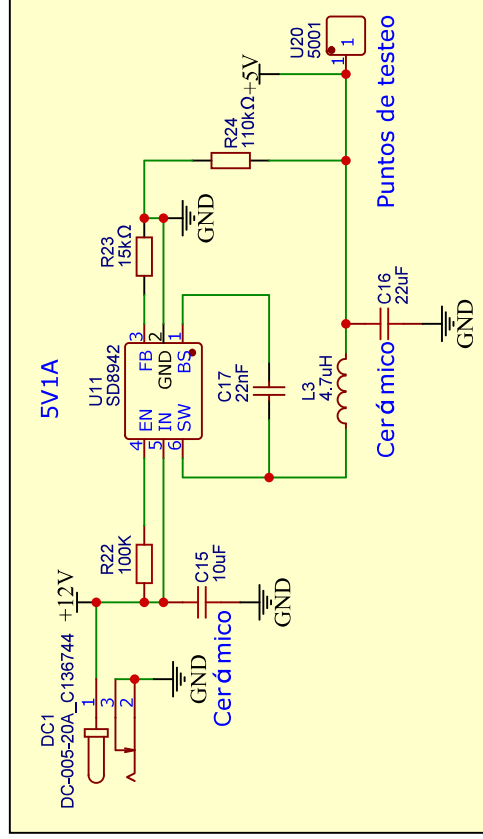 5V1A
DC1
DC-005-20A_C136744
1
3
2
GND
+12V
R22
100K
C15
10uF
GND
Cerámico
U11
SD8942
4
5
6
EN
IN
SW
FB
GND
BS
3
2
1
R23
15kΩ
GND
R24
110kΩ
C17
22nF
L3
4.7uH
C16
22uF
GND
Cerámico
+5V
U20
5001
1
1
Puntos de testeo